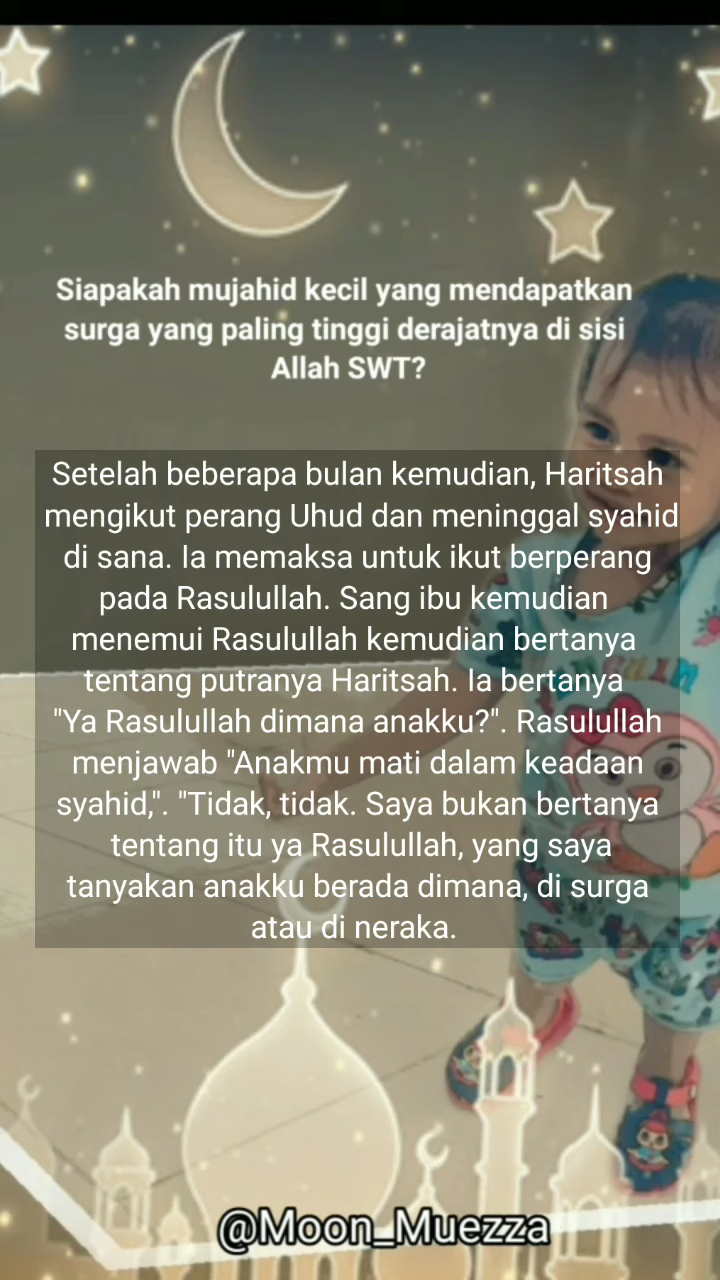 Siapakah mujahid kecil yang mendapatkan
surga yang paling tinggi derajatnya di sisi
Allah SWT?
Setelah beberapa bulan kemudian, Haritsah
mengikut perang Uhud dan meninggal syahid
di sana. Ia memaksa untuk ikut berperang
pada Rasulullah. Sang ibu kemudian
menemui Rasulullah kemudian bertanya
tentang putranya Haritsah. Ia bertanya
"Ya Rasulullah dimana anakku?". Rasulullah
menjawab "Anakmu mati dalam keadaan
syahid,". "Tidak, tidak. Saya bukan bertanya
tentang itu ya Rasulullah, yang saya
tanyakan anakku berada dimana, di surga
atau di neraka.
@Moon_Muezza